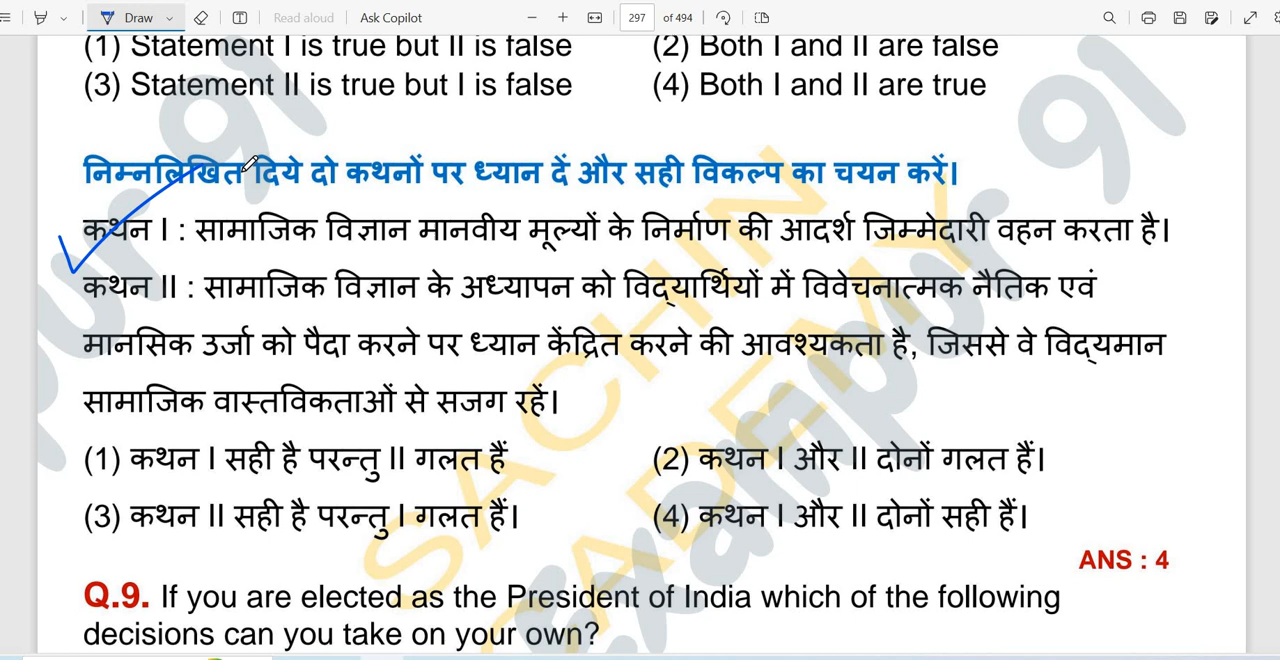 Draw
Read aloud
Ask Copilot
297 of 494
(1) Statement I is true but II is false (2) Both I and II are false
(3) Statement II is true but I is false (4) Both I and II are true
निम्नलिखित दिये दो कथनों पर ध्यान दें और सही विकल्प का चयन करें।
कथन I : सामाजिक विज्ञान मानवीय मूल्यों के निर्माण की आदर्श जिम्मेदारी वहन करता है।
कथन II : सामाजिक विज्ञान के अध्यापन को विद्यार्थियों में विवेचनात्मक नैतिक एवं
मानसिक उर्जा को पैदा करने पर ध्यान केंद्रित करने की आवश्यकता है, जिससे वे विद्यमान
सामाजिक वास्तविकताओं से सजग रहें।
(1) कथन I सही है परन्तु II गलत हैं (2) कथन I और II दोनों गलत हैं।
(3) कथन II सही है परन्तु I गलत हैं। (4) कथन I और II दोनों सही हैं।
ANS : 4
Q.9. If you are elected as the President of India which of the following
decisions can you take on your own?
SACHIN
ACADEMY
Exampur 91